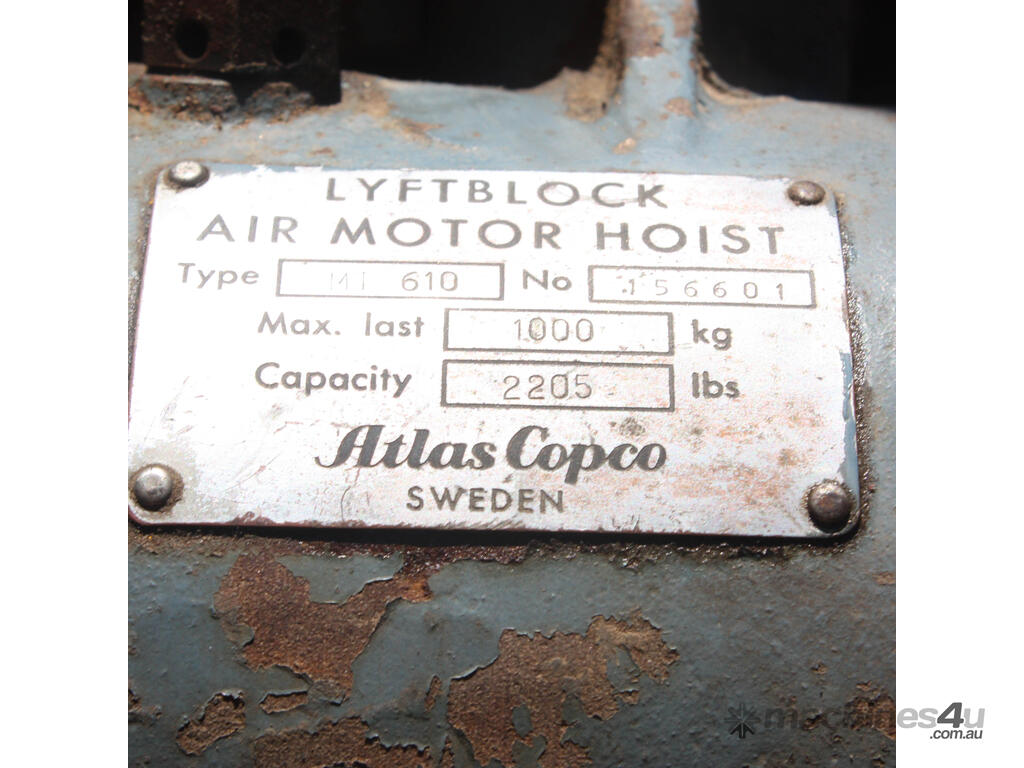 LYFTBLOCK
AIR MOTOR HOIST
Type 610 No 156601
Max. last 1000 kg
Capacity 2205 lbs
Atlas Copco
SWEDEN
machines4u
.com.au